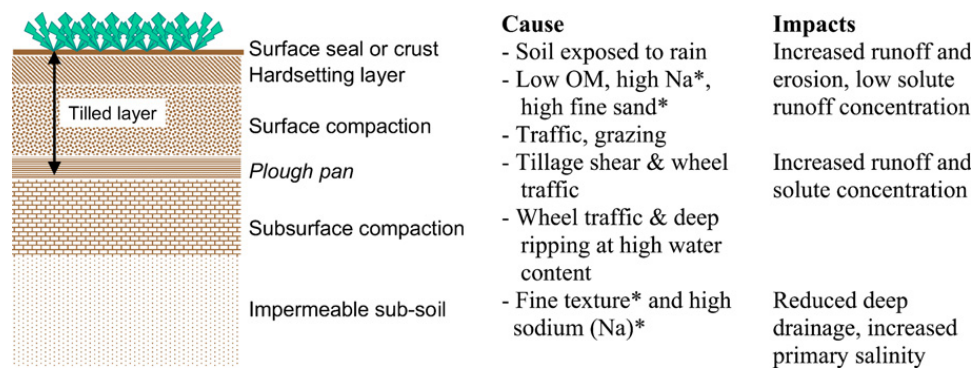 Cause
Impacts
Surface seal or crust
- Soil exposed to rain
Increased runoff and
Hardsetting layer
- Low OM, high Na*,
erosion, low solute
high fine sand*
runoff concentration
Tilled layer
Surface compaction
- Traffic, grazing
Plough pan
- Tillage shear & wheel
Increased runoff and
traffic
solute concentration
Subsurface compaction
- Wheel traffic & deep
ripping at high water
content
Impermeable sub-soil
- Fine texture* and high
Reduced deep
sodium (Na)*
drainage, increased
primary salinity